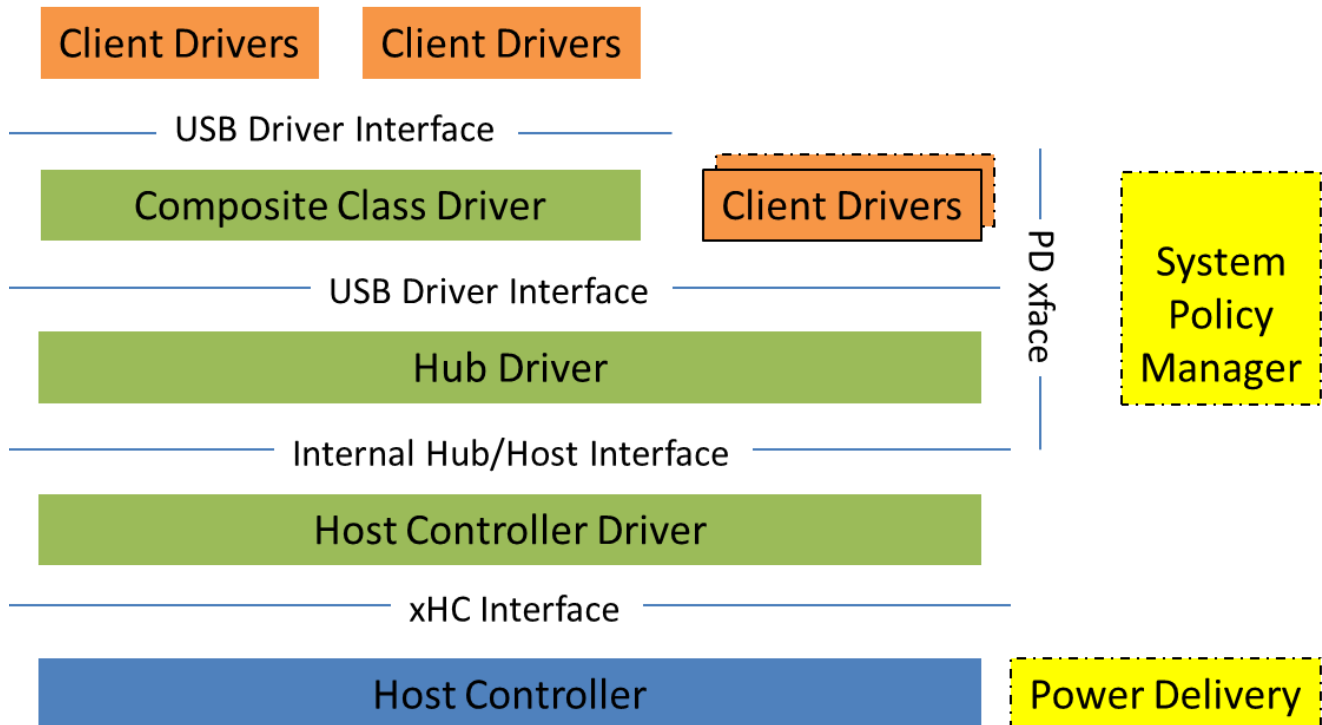 Client Drivers
Client Drivers
USB Driver Interface
Composite Class Driver
Client Drivers
USB Driver Interface
PD xface
System
Policy
Manager
Hub Driver
Internal Hub/Host Interface
Host Controller Driver
xHC Interface
Host Controller
Power Delivery